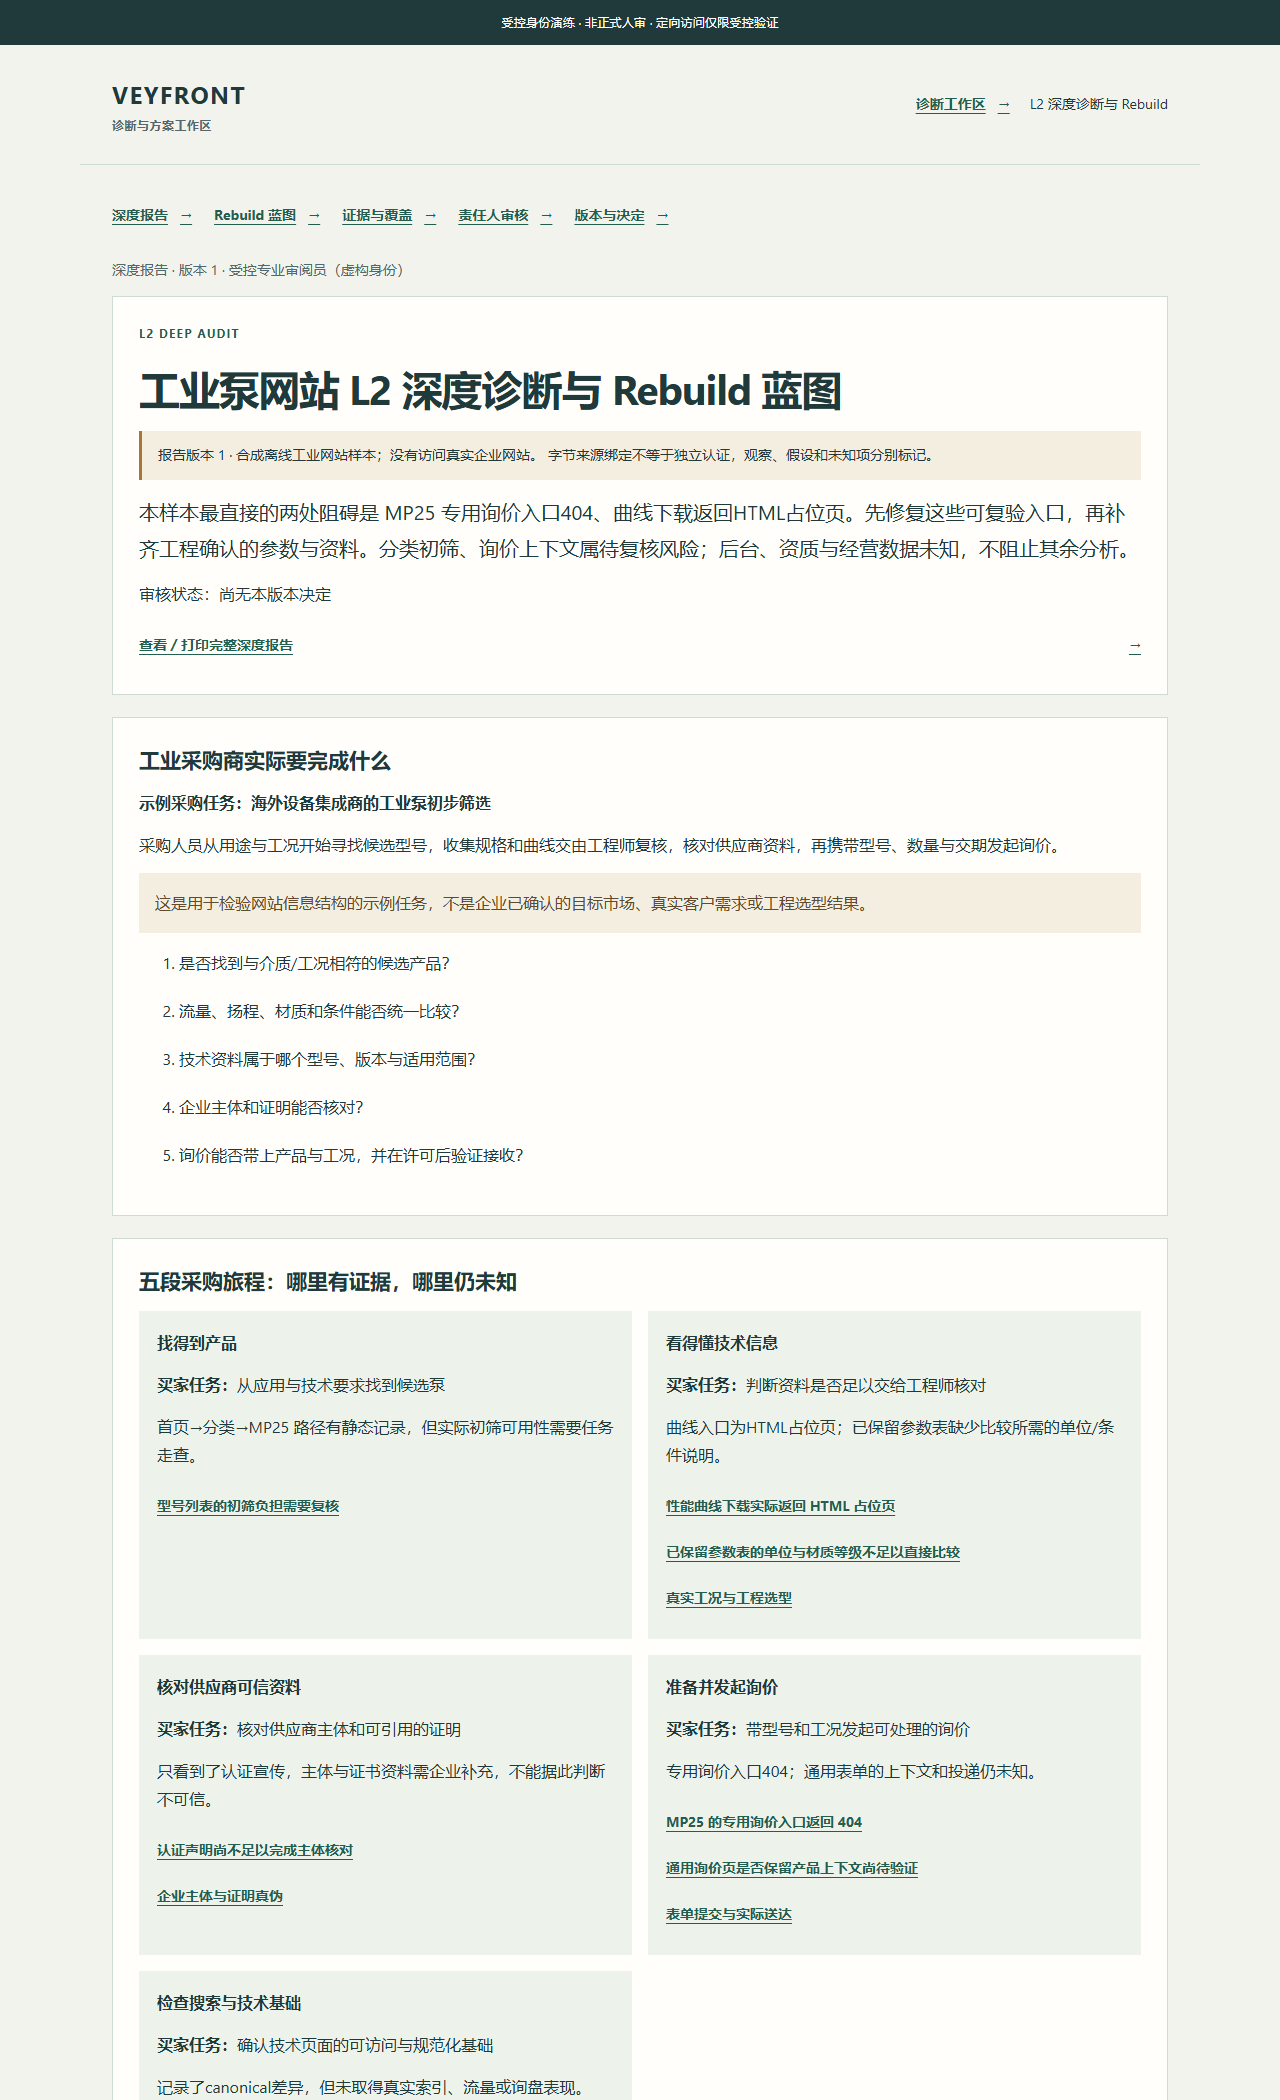 受控身份演练 · 非正式人审 · 定向访问仅限受控验证
VEYFRONT
诊断与方案工作区
诊断工作区 → L2 深度诊断与 Rebuild
深度报告 → Rebuild 蓝图 → 证据与覆盖 → 责任人审核 → 版本与决定 →
深度报告 · 版本 1 · 受控专业审阅员（虚构身份）
L2 DEEP AUDIT
工业泵网站 L2 深度诊断与 Rebuild 蓝图
报告版本 1 · 合成离线工业网站样本；没有访问真实企业网站。 字节来源绑定不等于独立认证，观察、假设和未知项分别标记。
本样本最直接的两处阻碍是 MP25 专用询价入口404、曲线下载返回HTML占位页。先修复这些可复验入口，再补
齐工程确认的参数与资料。分类初筛、询价上下文属待复核风险；后台、资质与经营数据未知，不阻止其余分析。
审核状态：尚无本版本决定
查看 / 打印完整深度报告 →
工业采购商实际要完成什么
示例采购任务：海外设备集成商的工业泵初步筛选
采购人员从用途与工况开始寻找候选型号，收集规格和曲线交由工程师复核，核对供应商资料，再携带型号、数量与交期发起询价。
这是用于检验网站信息结构的示例任务，不是企业已确认的目标市场、真实客户需求或工程选型结果。
1. 是否找到与介质/工况相符的候选产品？
2. 流量、扬程、材质和条件能否统一比较？
3. 技术资料属于哪个型号、版本与适用范围？
4. 企业主体和证明能否核对？
5. 询价能否带上产品与工况，并在许可后验证接收？
五段采购旅程：哪里有证据，哪里仍未知
找得到产品
买家任务：从应用与技术要求找到候选泵
首页→分类→MP25 路径有静态记录，但实际初筛可用性需要任务
走查。
型号列表的初筛负担需要复核
看得懂技术信息
买家任务：判断资料是否足以交给工程师核对
曲线入口为HTML占位页；已保留参数表缺少比较所需的单位/条
件说明。
性能曲线下载实际返回 HTML 占位页
已保留参数表的单位与材质等级不足以直接比较
真实工况与工程选型
核对供应商可信资料
买家任务：核对供应商主体和可引用的证明
只看到了认证宣传，主体与证书资料需企业补充，不能据此判断
不可信。
认证声明尚不足以完成主体核对
企业主体与证明真伪
准备并发起询价
买家任务：带型号和工况发起可处理的询价
专用询价入口404；通用表单的上下文和投递仍未知。
MP25 的专用询价入口返回 404
通用询价页是否保留产品上下文尚待验证
表单提交与实际送达
检查搜索与技术基础
买家任务：确认技术页面的可访问与规范化基础
记录了canonical差异，但未取得真实索引、流量或询盘表现。